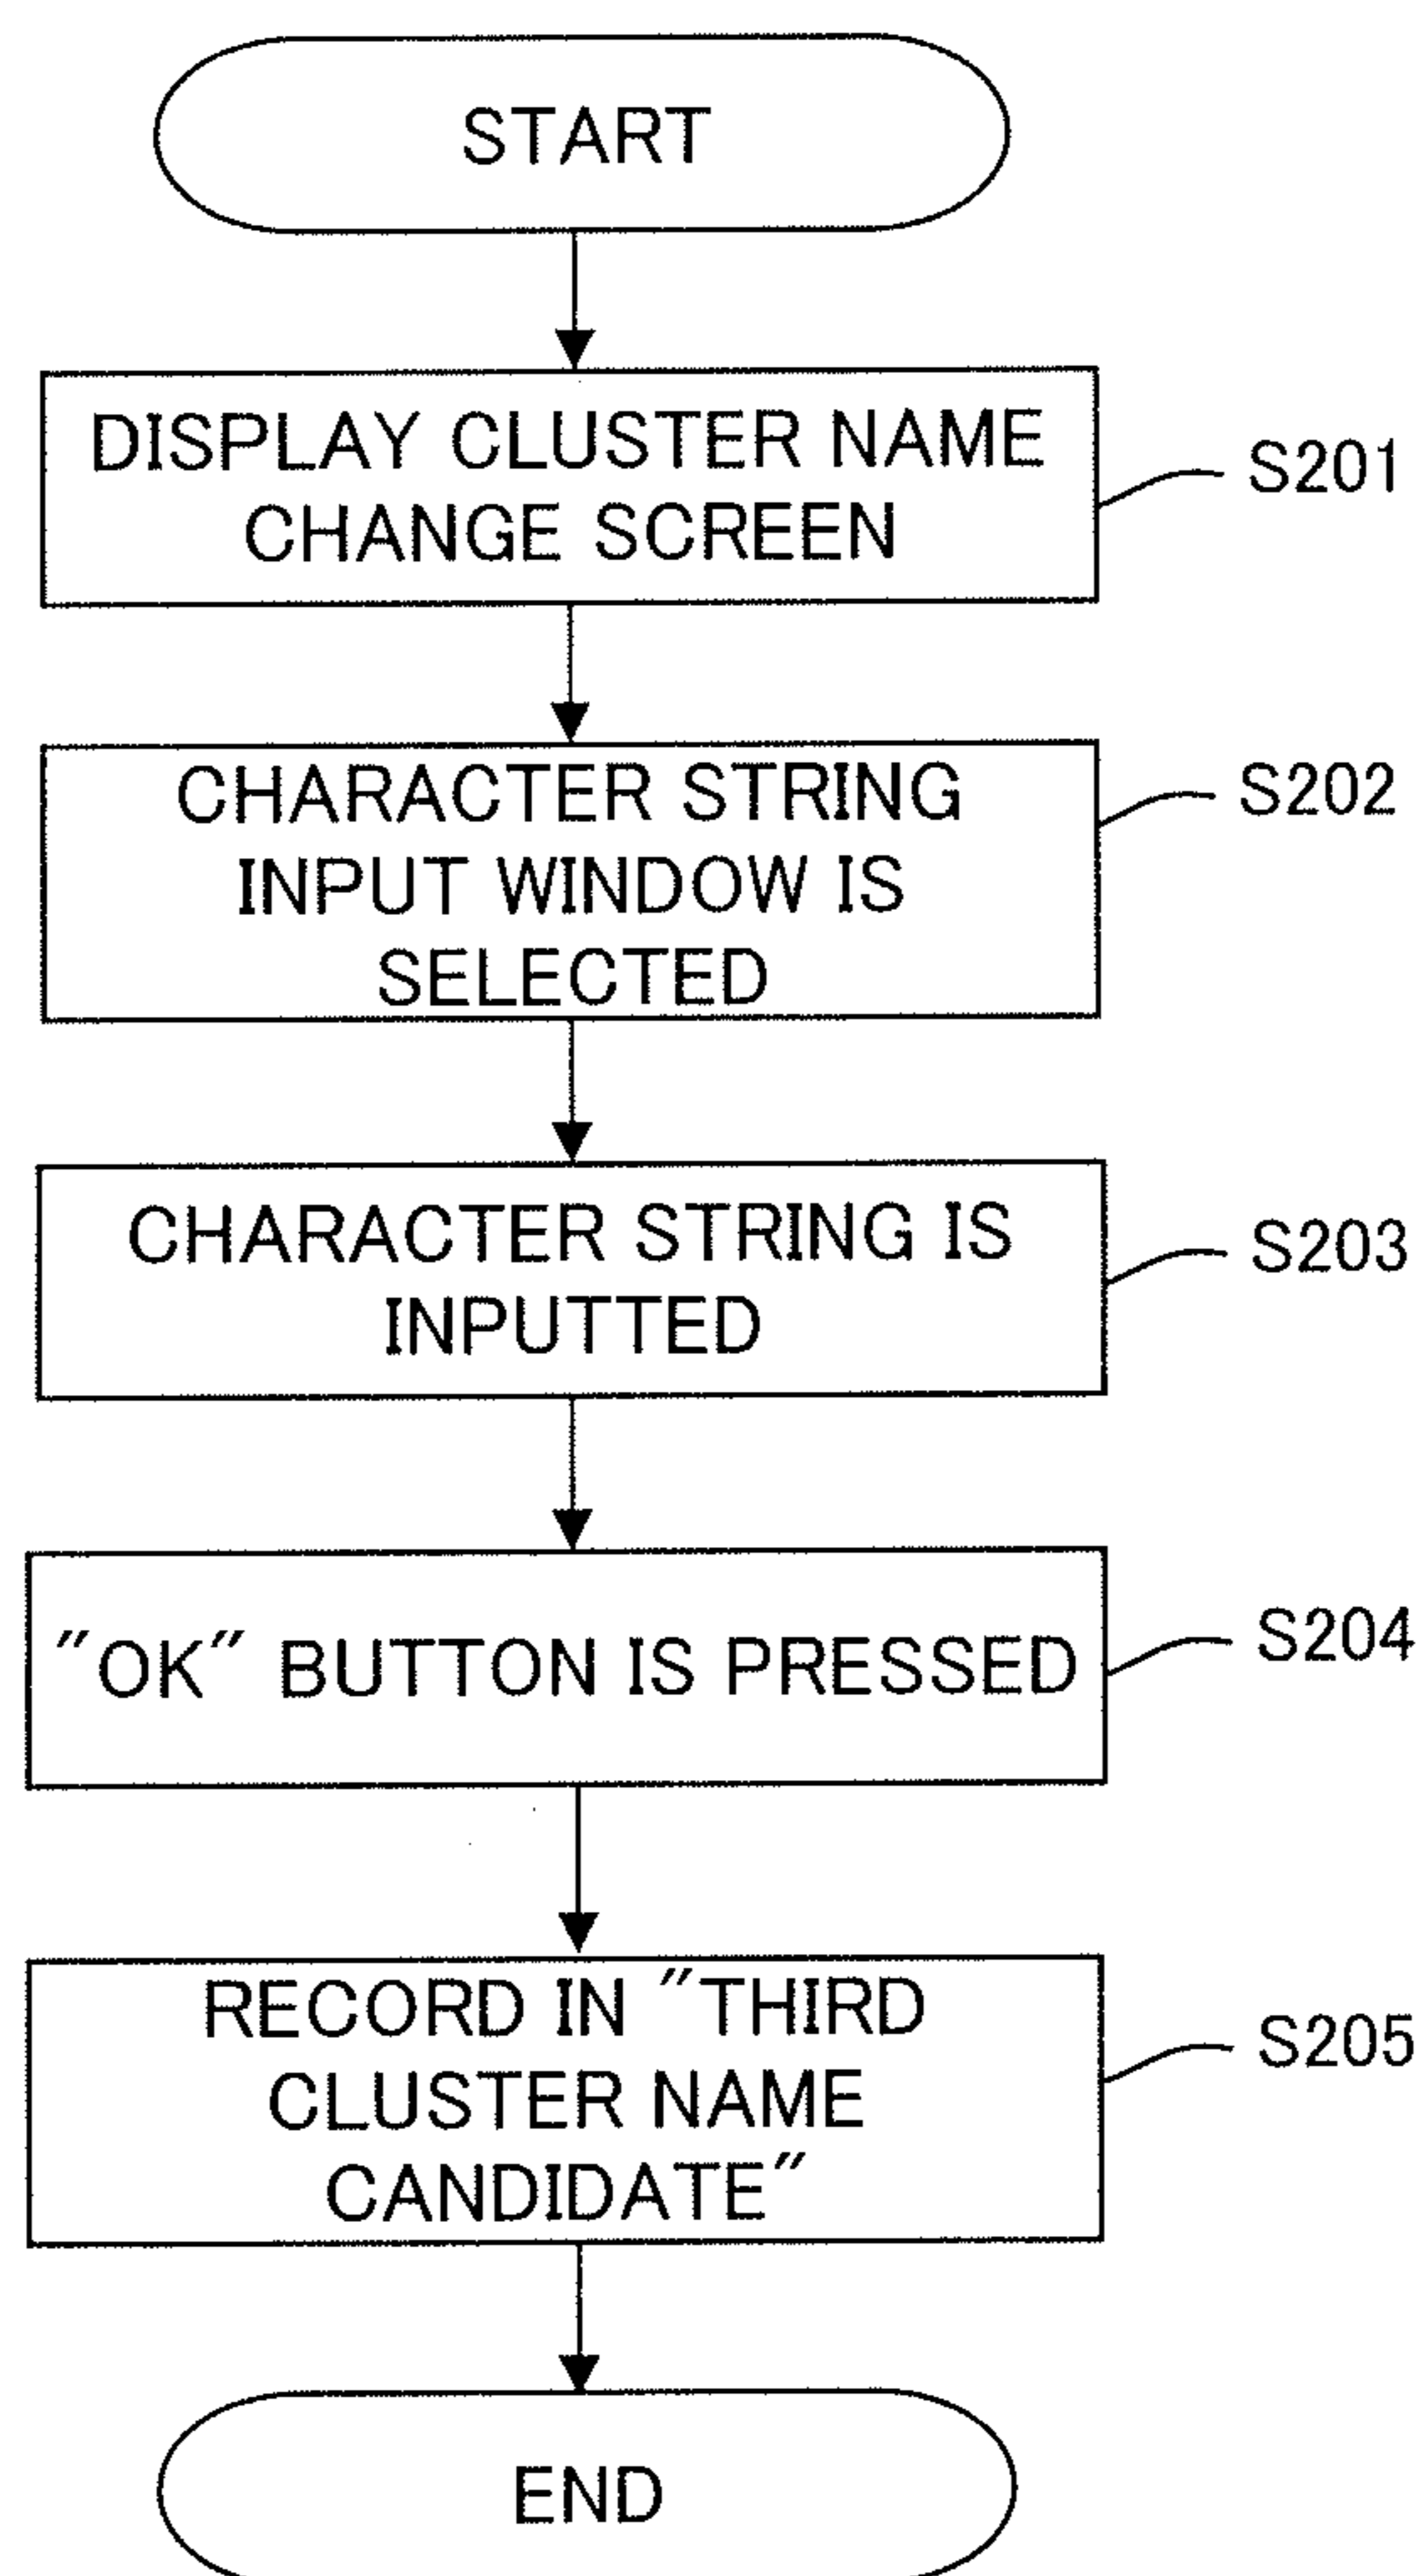 START
DISPLAY CLUSTER NAME
CHANGE SCREEN
S201
CHARACTER STRING
INPUT WINDOW IS
SELECTED
S202
CHARACTER STRING IS
INPUTTED
S203
"OK" BUTTON IS PRESSED
S204
RECORD IN "THIRD
CLUSTER NAME
CANDIDATE"
S205
END